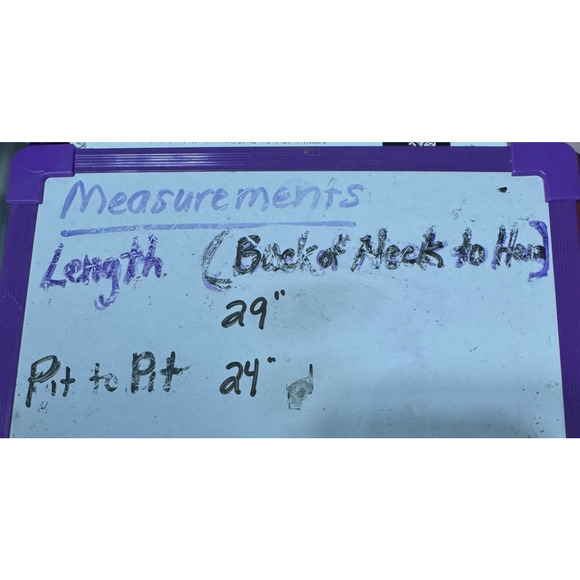 Measurements
Length (Back of Neck to Hem)
29"
Pit to Pit 24"